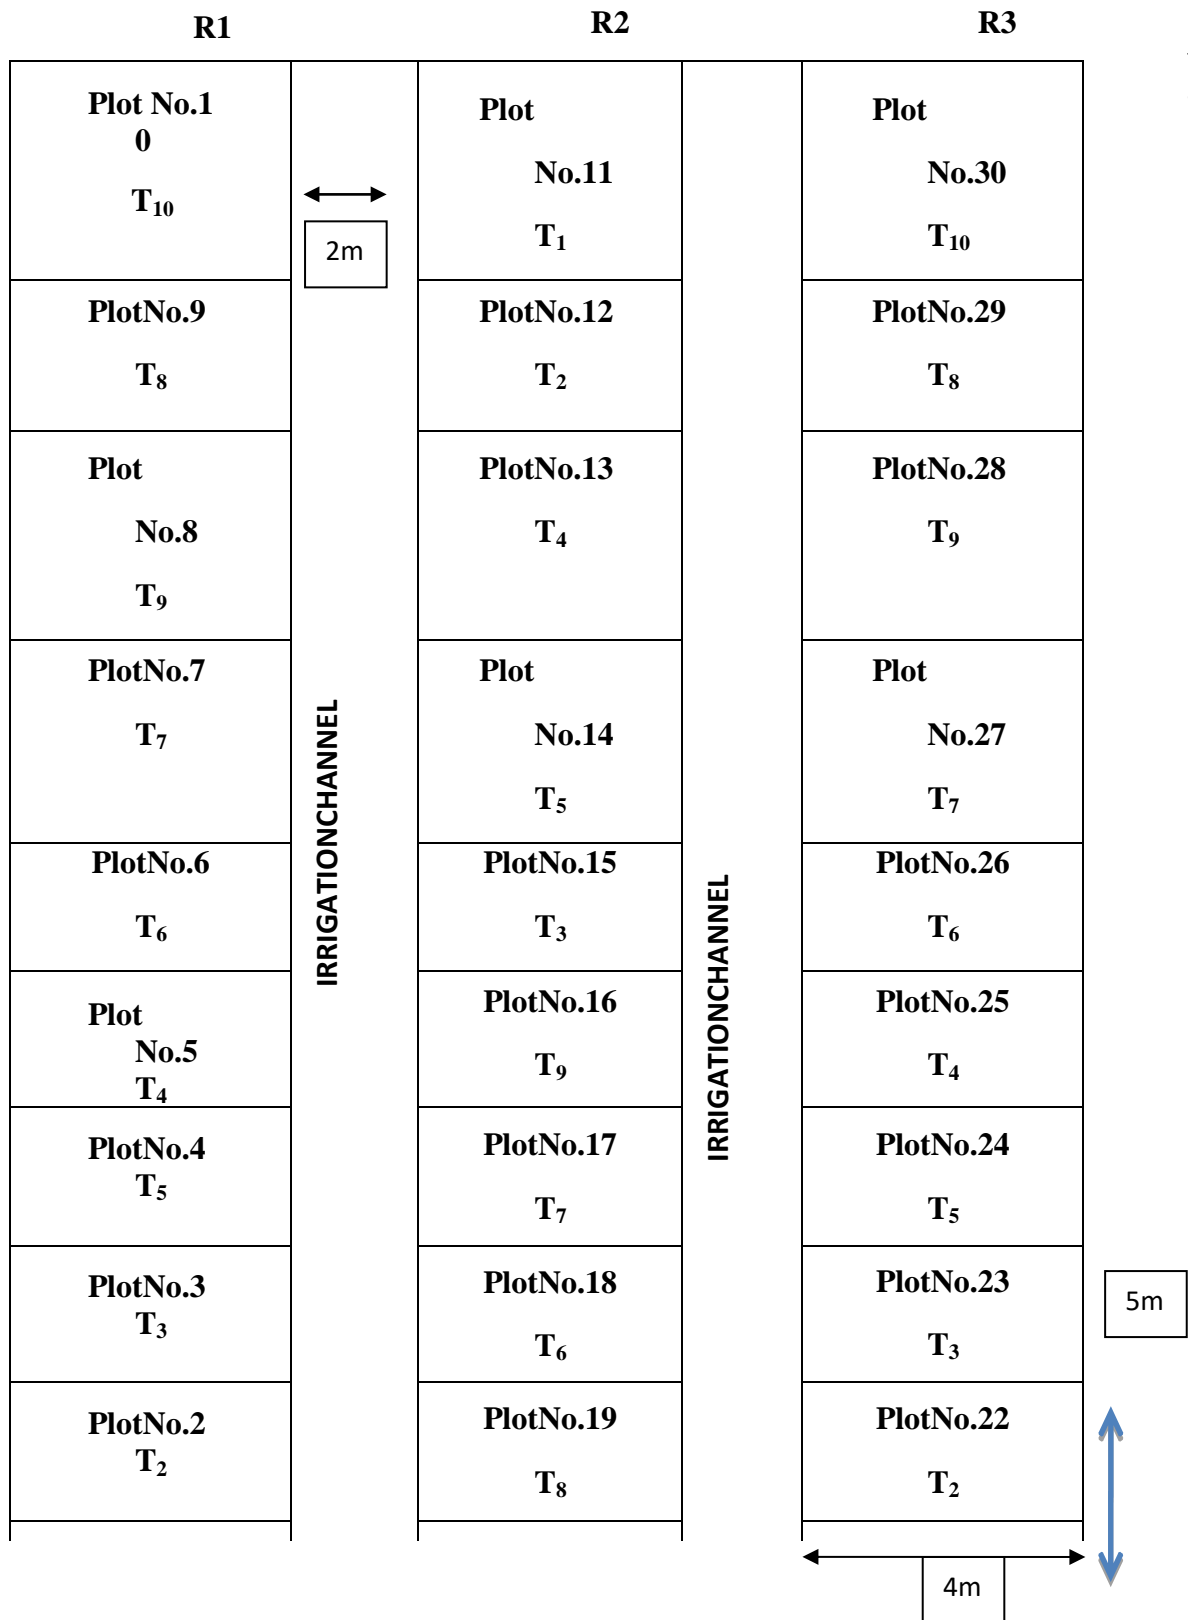 R1
R2
R3
Plot No.1
0
T10
Plot
No.11
T1
Plot
No.30
T10
2m
PlotNo.9
T8
PlotNo.12
T2
PlotNo.29
T8
Plot
No.8
T9
PlotNo.13
T4
PlotNo.28
T9
PlotNo.7
T7
Plot
No.14
T5
Plot
No.27
T7
IRRIGATIONCHANNEL
PlotNo.6
T6
PlotNo.15
T3
IRRIGATIONCHANNEL
PlotNo.26
T6
Plot
No.5
T4
PlotNo.16
T9
PlotNo.25
T4
PlotNo.4
T5
PlotNo.17
T7
PlotNo.24
T5
PlotNo.3
T3
PlotNo.18
T6
PlotNo.23
T3
5m
PlotNo.2
T2
PlotNo.19
T8
PlotNo.22
T2
4m